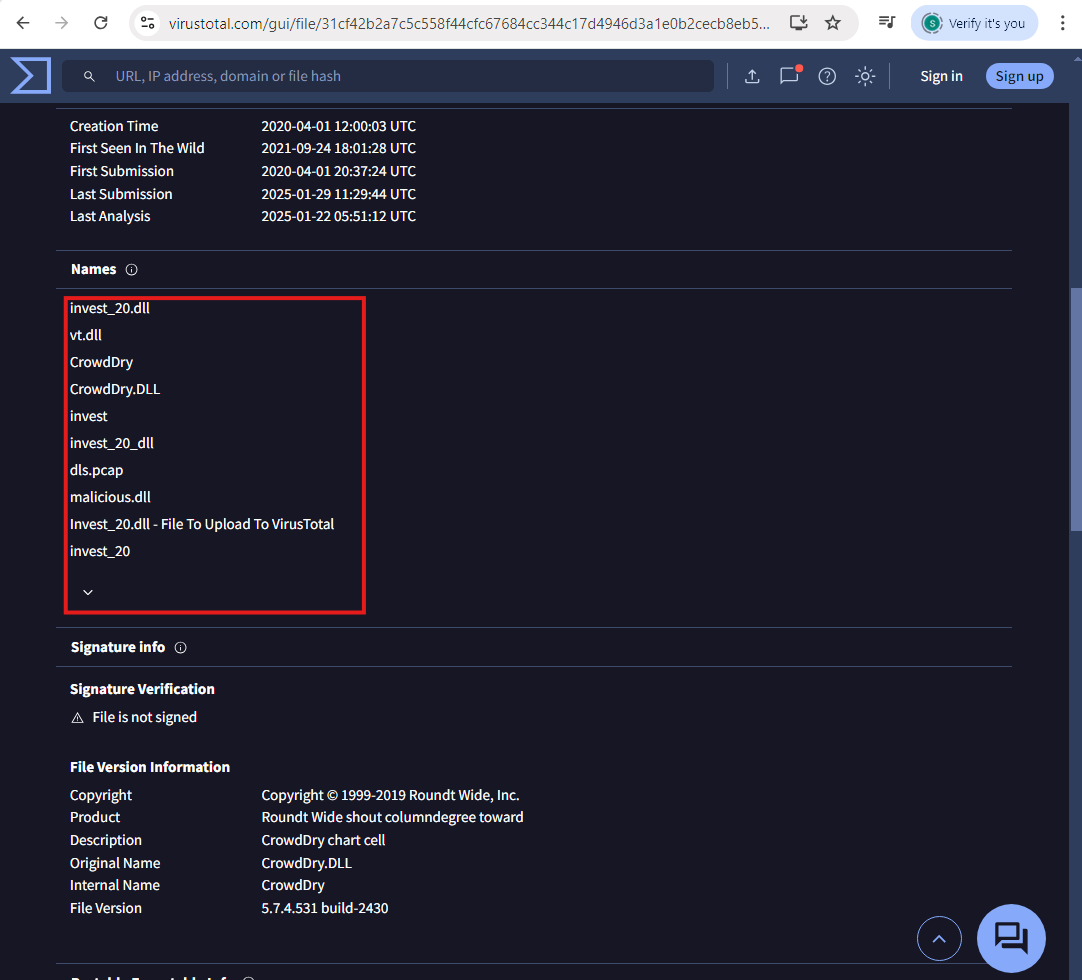 virustotal.com/gui/file/31cf42b2a7c5c558f44cfc67684cc344c17d4946d3a1e0b2cecb8eb5...
Verify it's you
URL, IP address, domain or file hash
Sign in
Sign up
Creation Time 2020-04-01 12:00:03 UTC
First Seen In The Wild 2021-09-24 18:01:28 UTC
First Submission 2020-04-01 20:37:24 UTC
Last Submission 2025-01-29 11:29:44 UTC
Last Analysis 2025-01-22 05:51:12 UTC
Names
invest_20.dll
vt.dll
CrowdDry
CrowdDry.DLL
invest
invest_20_dll
dls.pcap
malicious.dll
Invest_20.dll - File To Upload To VirusTotal
invest_20
Signature info
Signature Verification
File is not signed
File Version Information
Copyright Copyright © 1999-2019 Roundt Wide, Inc.
Product Roundt Wide shout columndegree toward
Description CrowdDry chart cell
Original Name CrowdDry.DLL
Internal Name CrowdDry
File Version 5.7.4.531 build-2430